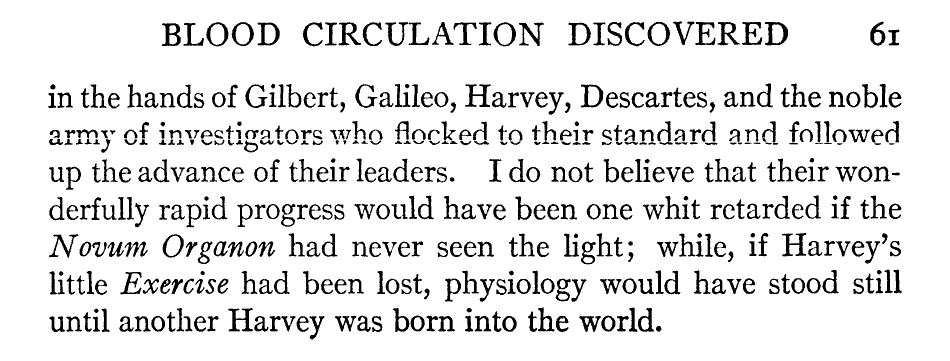 BLOOD CIRCULATION DISCOVERED 61
in the hands of Gilbert, Galileo, Harvey, Descartes, and the noble
army of investigators who flocked to their standard and followed
up the advance of their leaders. I do not believe that their won-
derfully rapid progress would have been one whit retarded if the
Novum Organon had never seen the light; while, if Harvey's
little Exercise had been lost, physiology would have stood still
until another Harvey was born into the world.